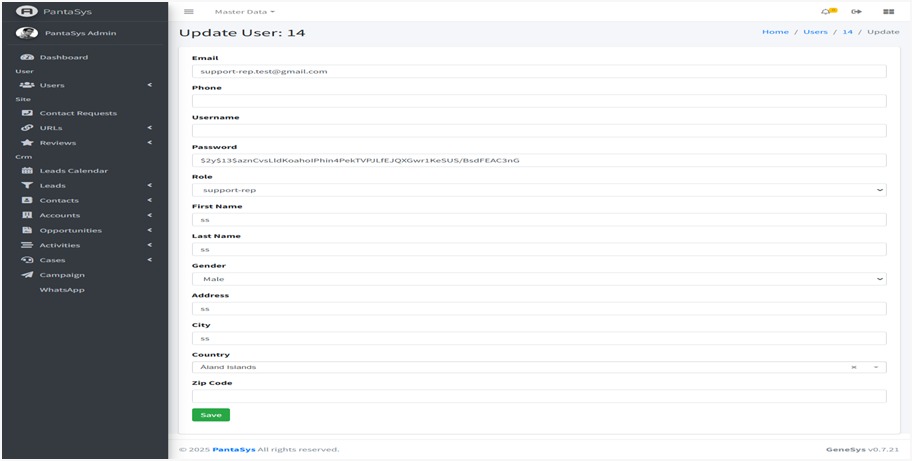 PantaSys
Master Data
PantaSys Admin
Update User: 14
Home / Users / 14 / Update
Dashboard
User
Users
Site
Contact Requests
URLs
Reviews
Crm
Leads Calendar
Leads
Contacts
Accounts
Opportunities
Activities
Cases
Campaign
WhatsApp
Email
support-rep.test@gmail.com
Phone
Username
Password
$2y$13$aznCvsLldKoahoIPhin4PekTVPJLfEJQXGwr1KeSUS/BsdFEAC3nG
Role
support-rep
First Name
ss
Last Name
ss
Gender
Male
Address
ss
City
ss
Country
Åland Islands
Zip Code
Save
© 2025 PantaSys All rights reserved.
GeneSys v0.7.21